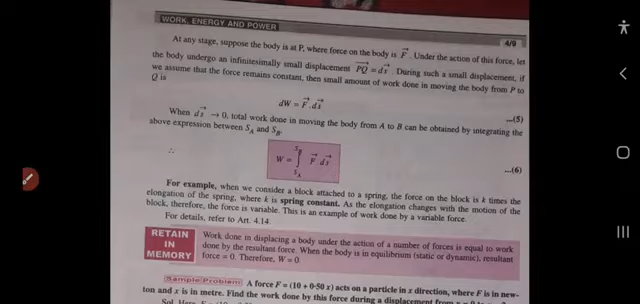 WORK, ENERGY AND POWER
4/9
At any stage, suppose the body is at P, where force on the body is F⃗. Under the action of this force, let
the body undergo an infinitesimally small displacement P⃗Q⃗ = ds⃗. During such a small displacement, if
we assume that the force remains constant, then small amount of work done in moving the body from P to
Q is
dW = F⃗.ds⃗ ...(5)
When ds⃗ → 0, total work done in moving the body from A to B can be obtained by integrating the
above expression between S_A and S_B.
∴ W = ∫ F⃗ ds⃗ ...(6)
S_B
S_A
For example, when we consider a block attached to a spring, the force on the block is k times the
elongation of the spring, where k is spring constant. As the elongation changes with the motion of the
block, therefore, the force is variable. This is an example of work done by a variable force.
For details, refer to Art. 4.14.
RETAIN
IN
MEMORY
Work done in displacing a body under the action of a number of forces is equal to work
done by the resultant force. When the body is in equilibrium (static or dynamic), resultant
force = 0. Therefore, W = 0.
Sample Problem A force F = (10 + 0·50 x) acts on a particle in x direction, where F is in new-
ton and x is in metre. Find the work done by this force during a displacement from
Sol. Here,